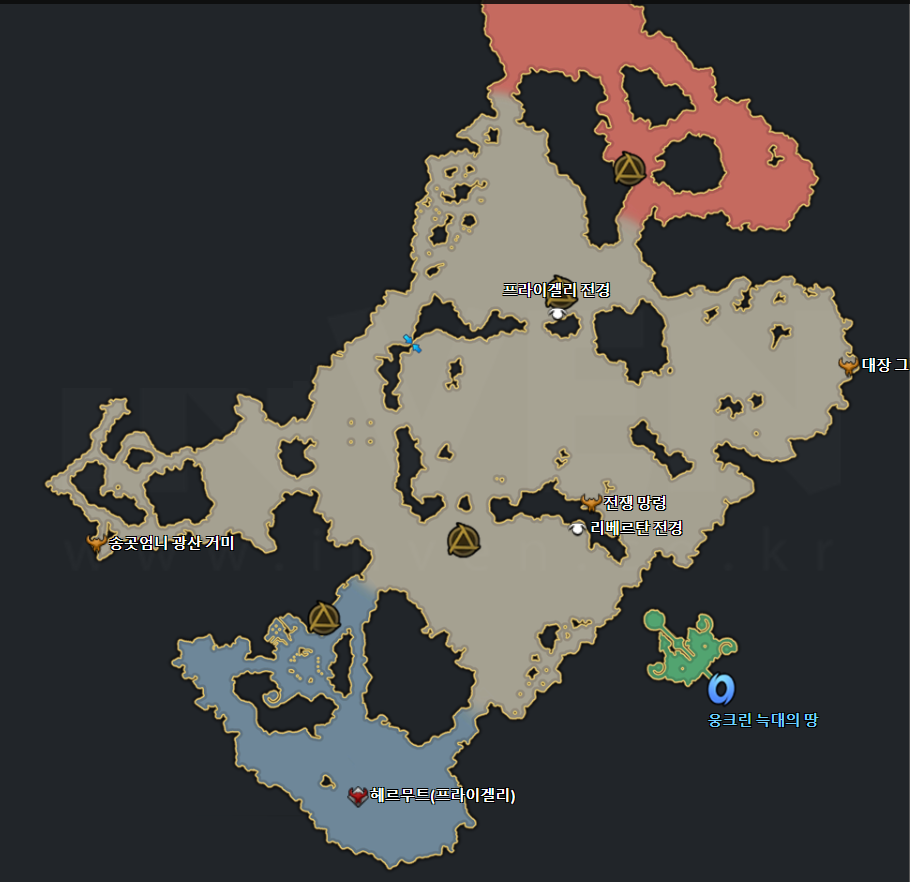 프라이겔리 전경
대장 그
전쟁 망령
리베르탄 전경
송곳엄니 광산 거미
웅크린 늑대의 땅
헤르무트(프라이겔리)